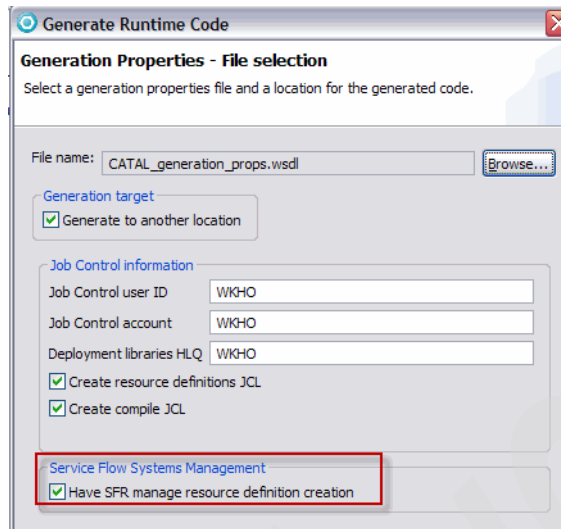 Generate Runtime Code
Generation Properties - File selection
Select a generation properties file and a location for the generated code.
File name: CATAL_generation_props.wsdl Browse...
Generation target
Generate to another location
Job Control information
Job Control user ID WKHO
Job Control account WKHO
Deployment libraries HLQ WKHO
Create resource definitions JCL
Create compile JCL
Service Flow Systems Management
Have SFR manage resource definition creation